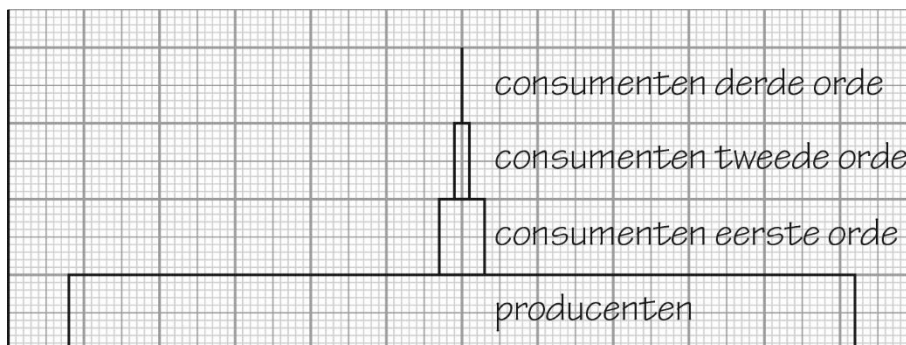 consumenten derde orde
consumenten tweede orde
consumenten eerste orde
producenten